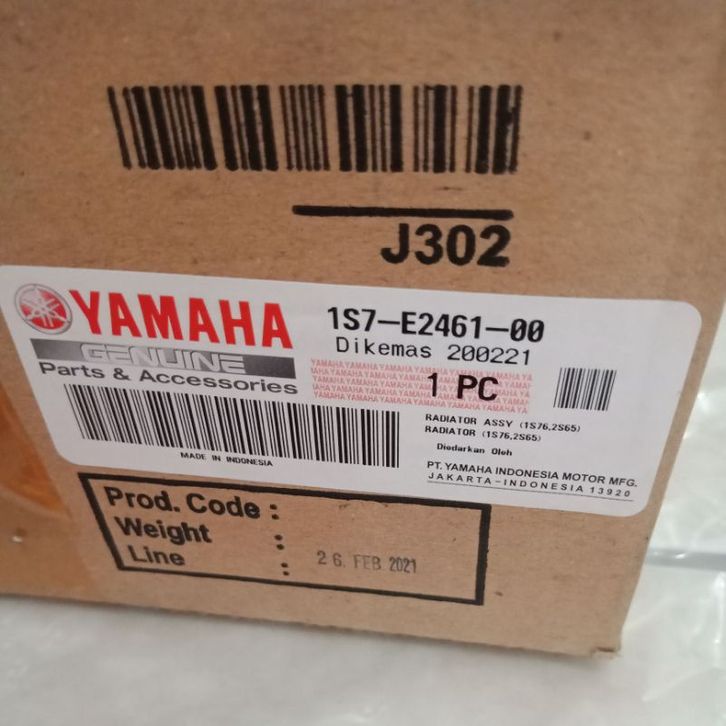 J302
YAMAHA
GENUINE
Parts & Accessories
MADE IN INDONESIA
1S7-E2461-00
Dikemas 200221
1 PC
RADIATOR ASSY (1S76,2S65)
RADIATOR (1S76,2S65)
Diedarkan Oleh
PT. YAMAHA INDONESIA MOTOR MFG.
JAKARTA-INDONESIA 13920
Prod. Code :
Weight :
Line :
26. FEB 2021